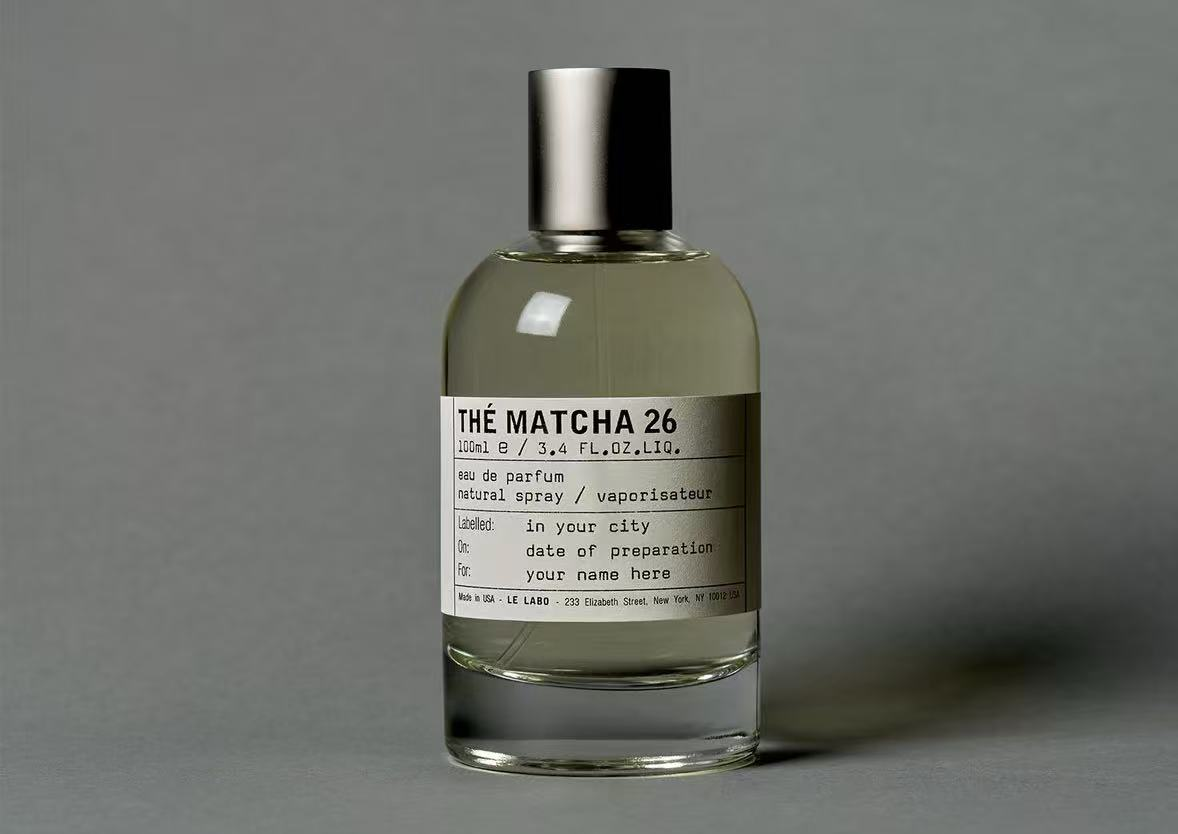 THÉ MATCHA 26
100ml ℮ / 3.4 FL.OZ.LIQ.
eau de parfum
natural spray / vaporisateur
Labelled: in your city
On: date of preparation
For: your name here
Made in USA - LE LABO - 233 Elizabeth Street, New York, NY 10012 USA